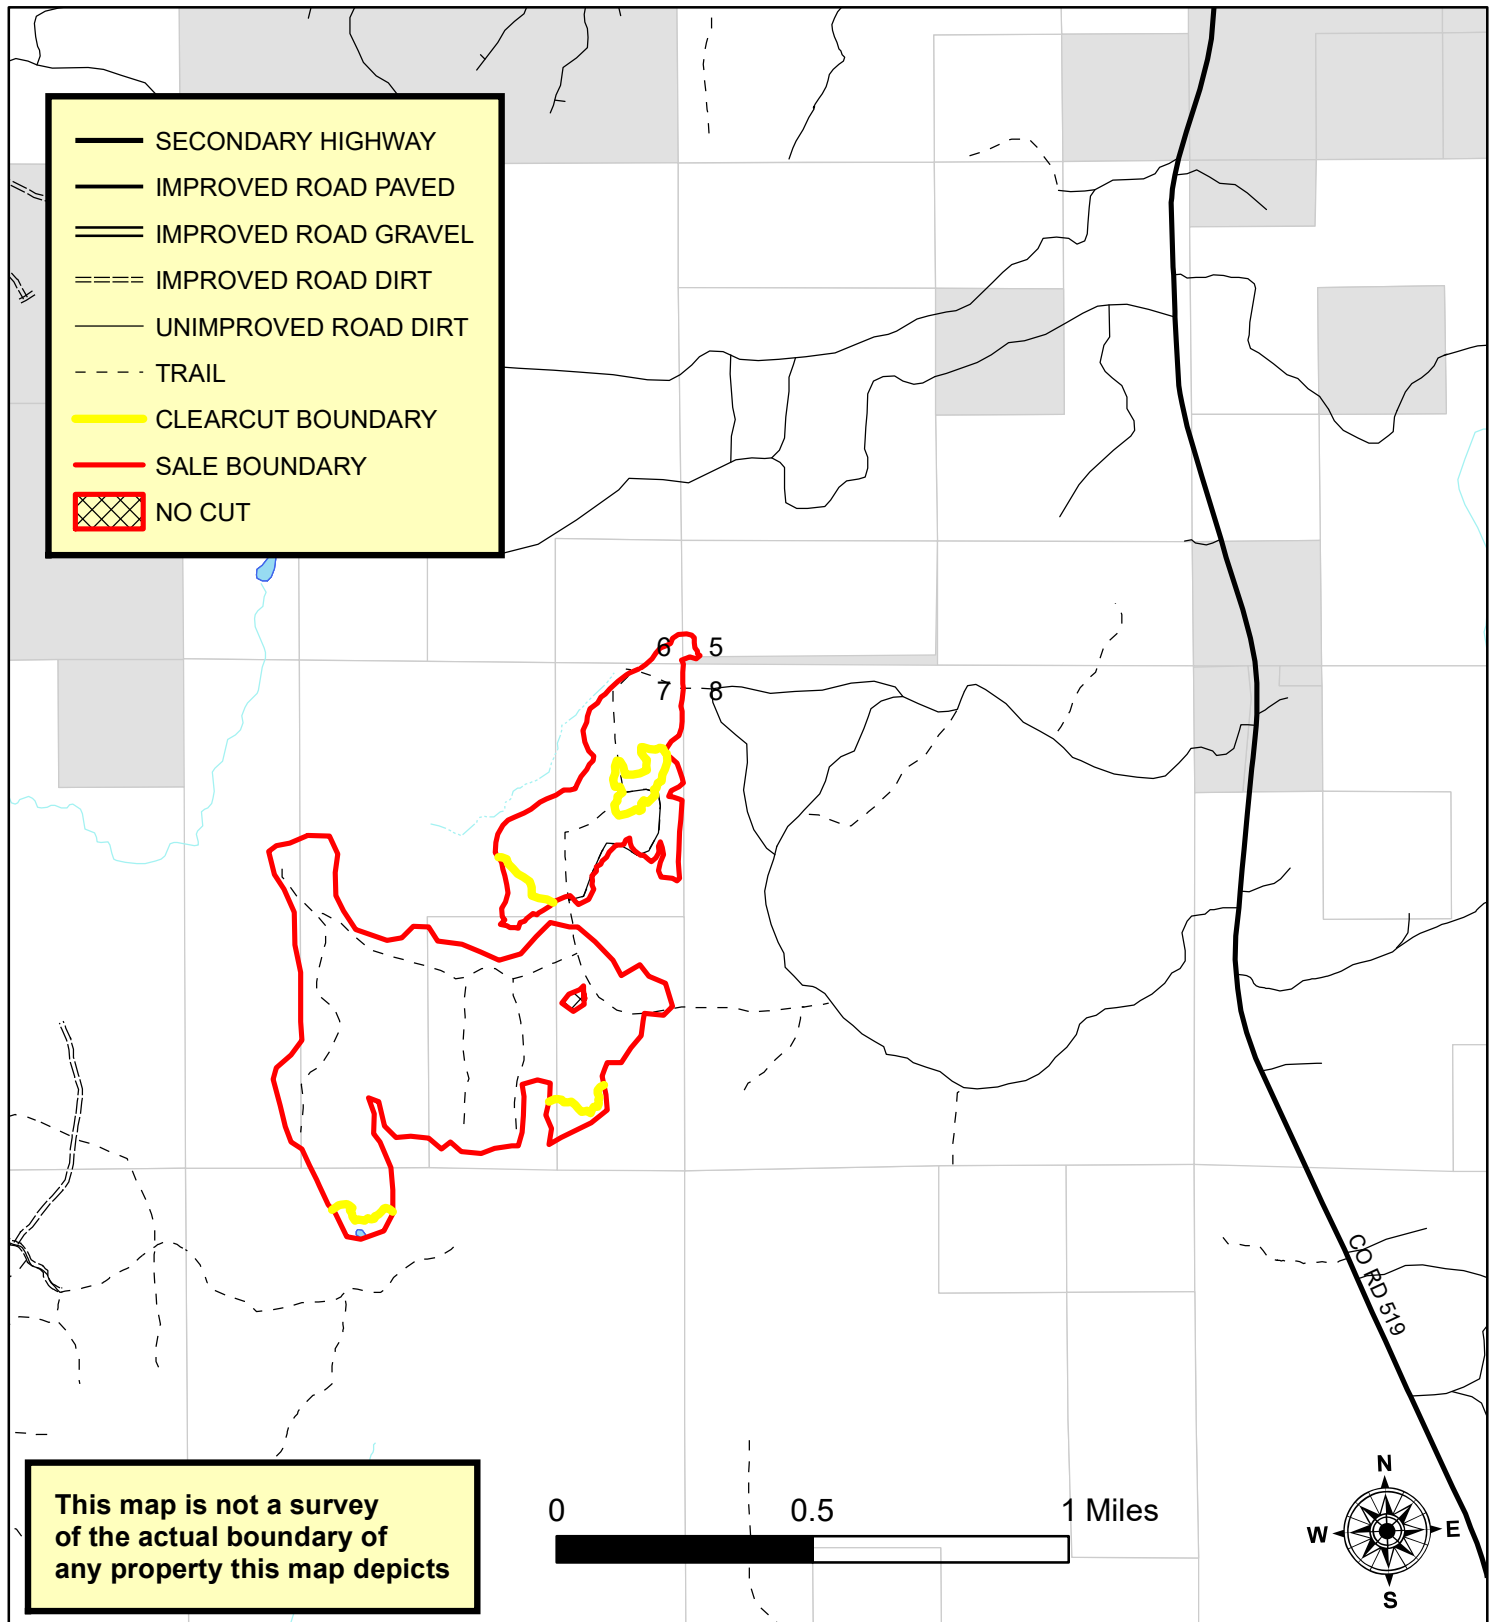 SECONDARY HIGHWAY
IMPROVED ROAD PAVED
IMPROVED ROAD GRAVEL
IMPROVED ROAD DIRT
UNIMPROVED ROAD DIRT
TRAIL
CLEARCUT BOUNDARY
SALE BOUNDARY
NO CUT
6 5
7 8
CO RD 519
This map is not a survey
of the actual boundary of
any property this map depicts
0 0.5 1 Miles
N
W E
S